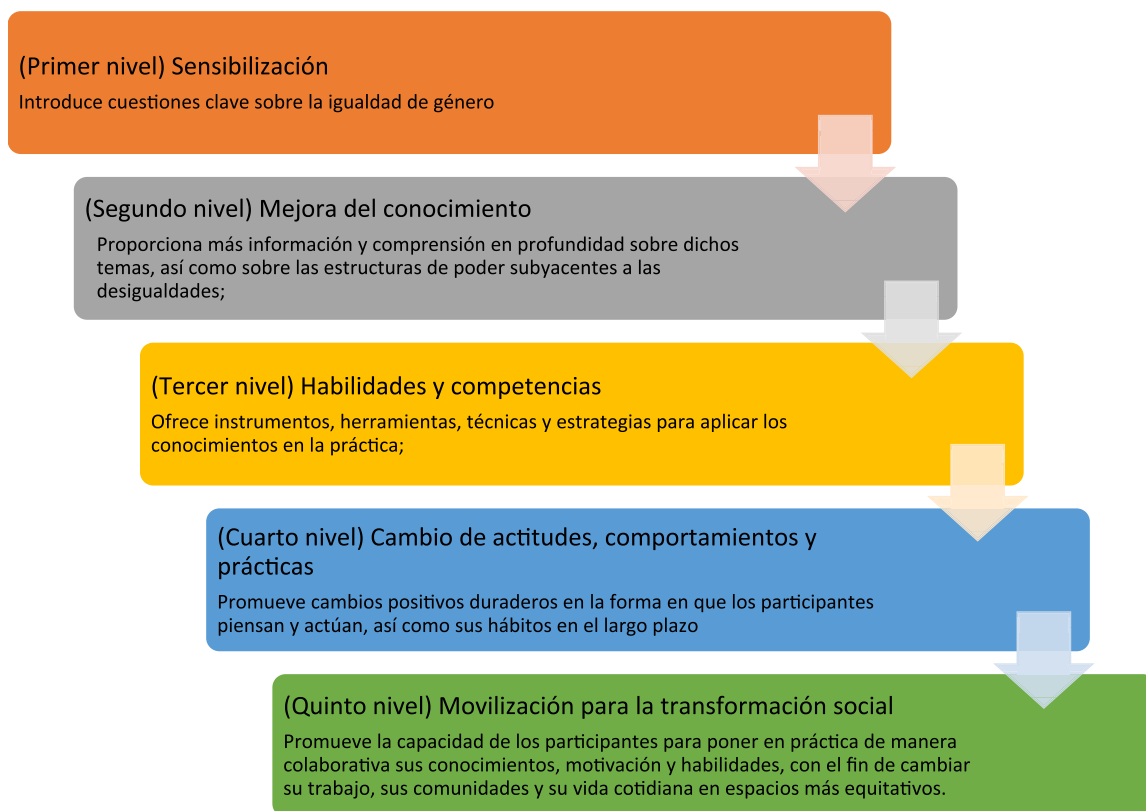 (Primer nivel) Sensibilización
Introduce cuestiones clave sobre la igualdad de género
(Segundo nivel) Mejora del conocimiento
Proporciona más información y comprensión en profundidad sobre dichos
temas, así como sobre las estructuras de poder subyacentes a las
desigualdades;
(Tercer nivel) Habilidades y competencias
Ofrece instrumentos, herramientas, técnicas y estrategias para aplicar los
conocimientos en la práctica;
(Cuarto nivel) Cambio de actitudes, comportamientos y
prácticas
Promueve cambios positivos duraderos en la forma en que los participantes
piensan y actúan, así como sus hábitos en el largo plazo
(Quinto nivel) Movilización para la transformación social
Promueve la capacidad de los participantes para poner en práctica de manera
colaborativa sus conocimientos, motivación y habilidades, con el fin de cambiar
su trabajo, sus comunidades y su vida cotidiana en espacios más equitativos.